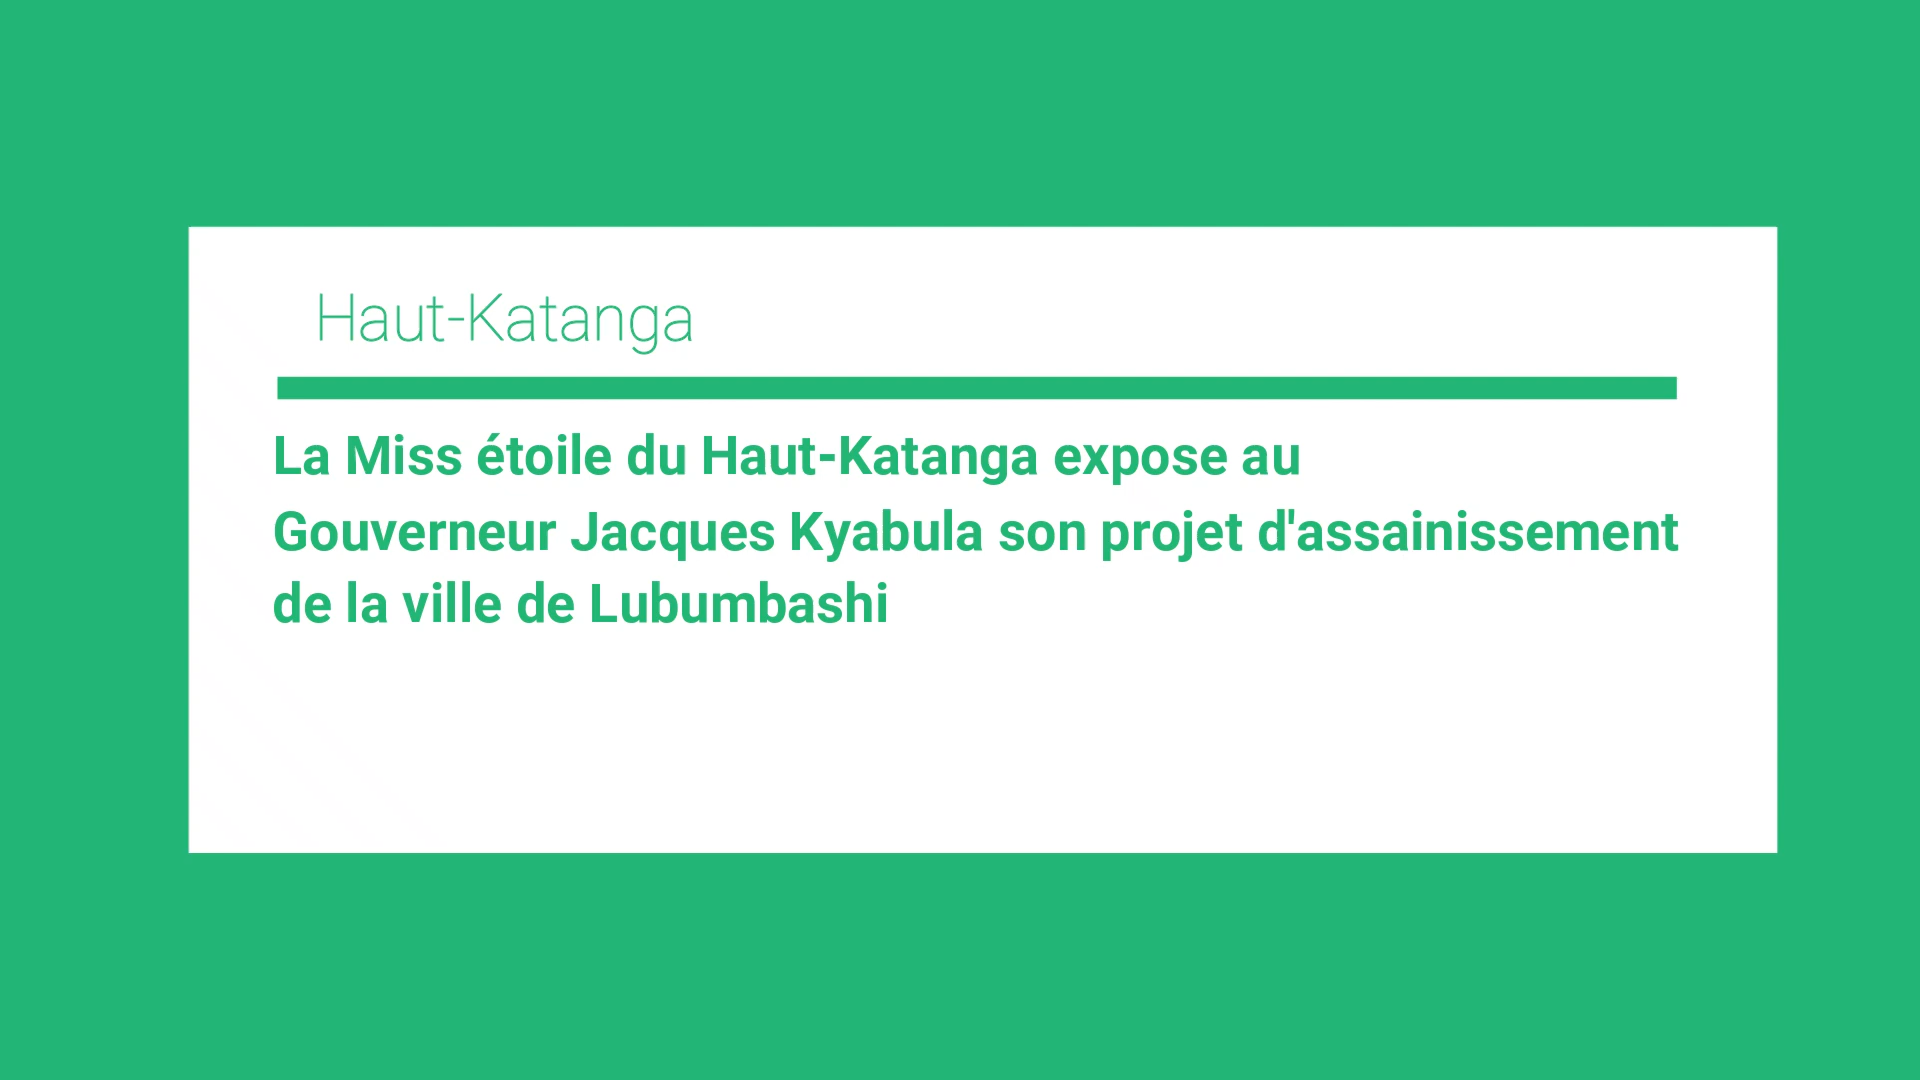 Haut-Katanga
La Miss étoile du Haut-Katanga expose au
Gouverneur Jacques Kyabula son projet d'assainissement
de la ville de Lubumbashi